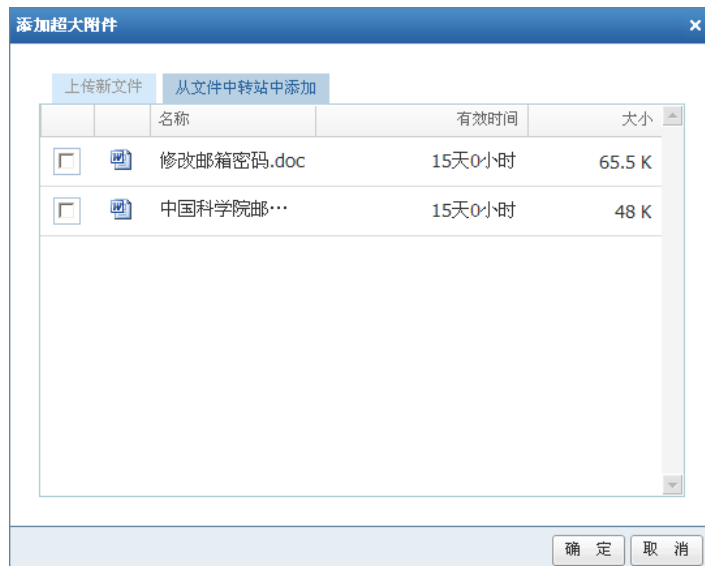 添加超大附件
上传新文件 从文件中转站中添加
名称 有效时间 大小
修改邮箱密码.doc 15天0小时 65.5 K
中国科学院邮… 15天0小时 48 K
确 定 取 消